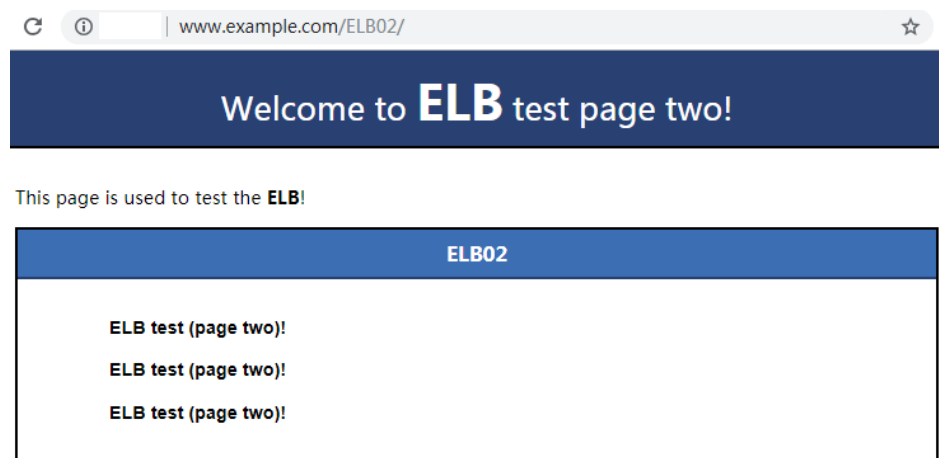 www.example.com/ELB02/
Welcome to ELB test page two!
This page is used to test the ELB!
ELB02
ELB test (page two)!
ELB test (page two)!
ELB test (page two)!